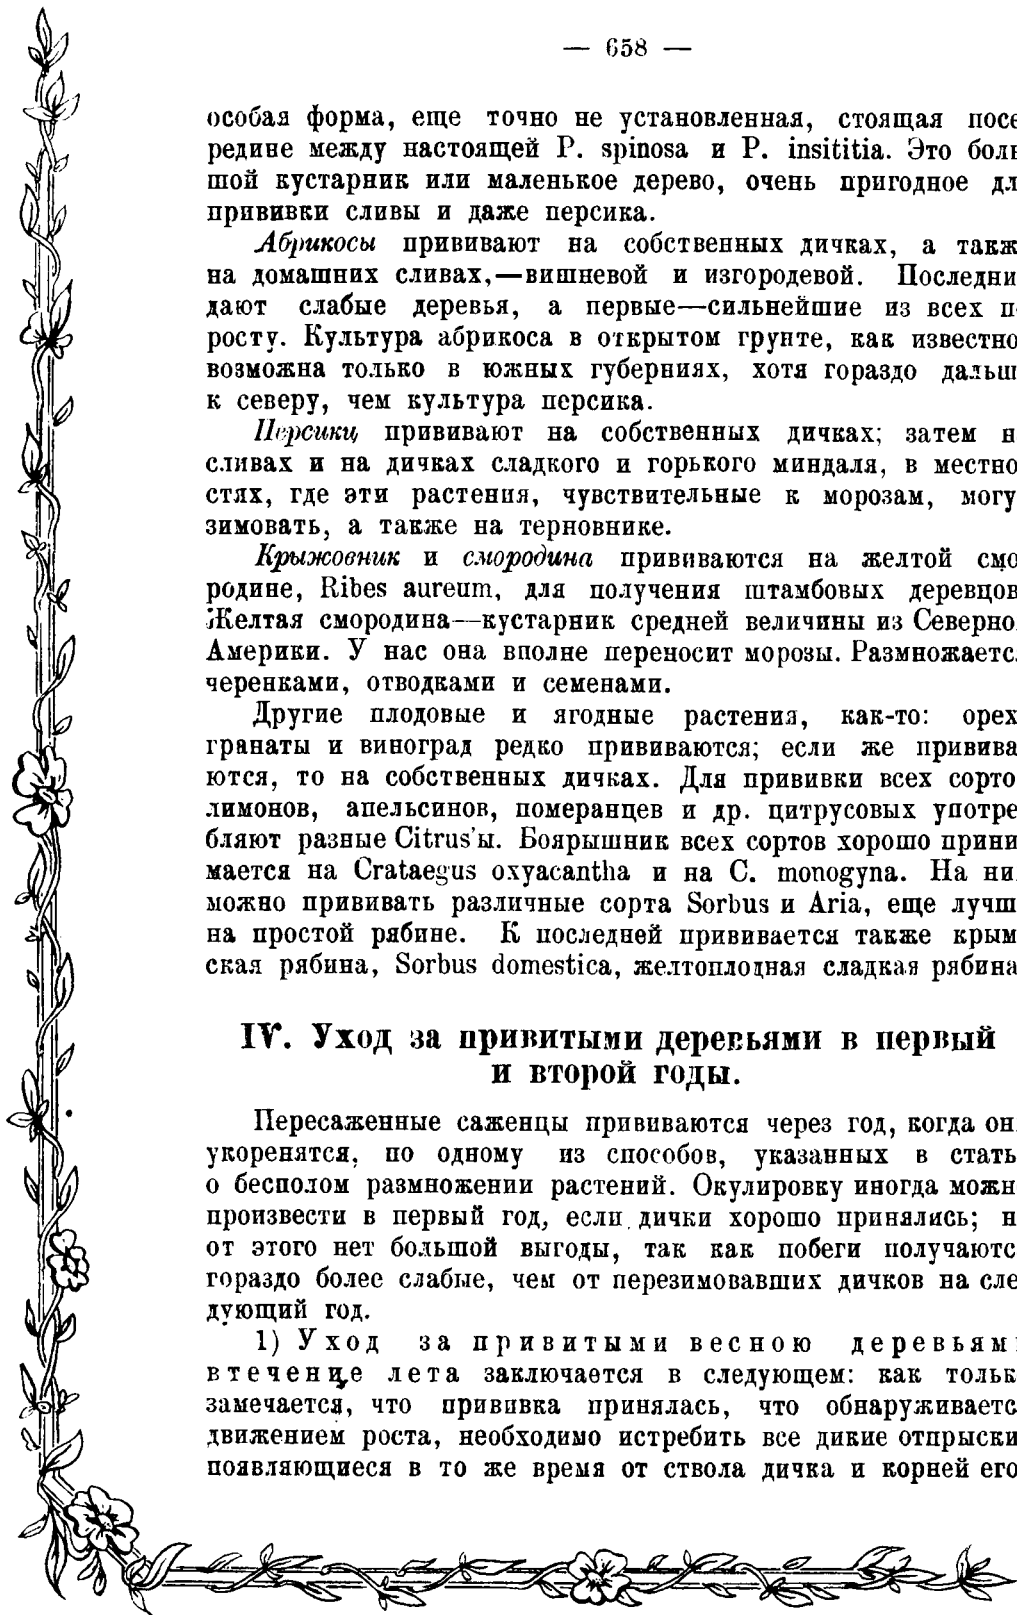 — 658 —
особая форма, еще точно не установленная, стоящая посе
редине между настоящей P. spinosa и P. insititia. Это боль
шой кустарник или маленькое дерево, очень пригодное дл
прививки сливы и даже персика.
Абрикосы прививают на собственных дичках, а такж
на домашних сливах,—вишневой и изгородевой. Последни
дают слабые деревья, а первые—сильнейшие из всех п
росту. Культура абрикоса в открытом грунте, как известно
возможна только в южных губерниях, хотя гораздо дальш
к северу, чем культура персика.
Персики прививают на собственных дичках; затем н
сливах и на дичках сладкого и горького миндаля, в местно
стях, где эти растения, чувствительные к морозам, могу
зимовать, а также на терновнике.
Крыжовник и смородина прививаются на желтой смо
родине, Ribes aureum, для получения штамбовых деревцов
Желтая смородина—кустарник средней величины из Северно
Америки. У нас она вполне переносит морозы. Размножаетс
черенками, отводками и семенами.
Другие плодовые и ягодные растения, как-то: орех
гранаты и виноград редко прививаются; если же привива
ются, то на собственных дичках. Для прививки всех сорто
лимонов, апельсинов, померанцев и др. цитрусовых употре
бляют разные Citrus'ы. Боярышник всех сортов хорошо прини
мается на Crataegus oxyacantha и на C. monogyna. На ни
можно прививать различные сорта Sorbus и Aria, еще лучш
на простой рябине. К последней прививается также крым
ская рябина, Sorbus domestica, желтоплодная сладкая рябина
IV. Уход за привитыми деревьями в первый
и второй годы.
Пересаженные саженцы прививаются через год, когда он
укоренятся, по одному из способов, указанных в стать
о бесполом размножении растений. Окулировку иногда можн
произвести в первый год, если дички хорошо принялись; н
от этого нет большой выгоды, так как побеги получаютс
гораздо более слабые, чем от перезимовавших дичков на сле
дующий год.
1) Уход за привитыми весною деревьям
втечение лета заключается в следующем: как тольк
замечается, что прививка принялась, что обнаруживаетс
движением роста, необходимо истребить все дикие отпрыски
появляющиеся в то же время от ствола дичка и корней его